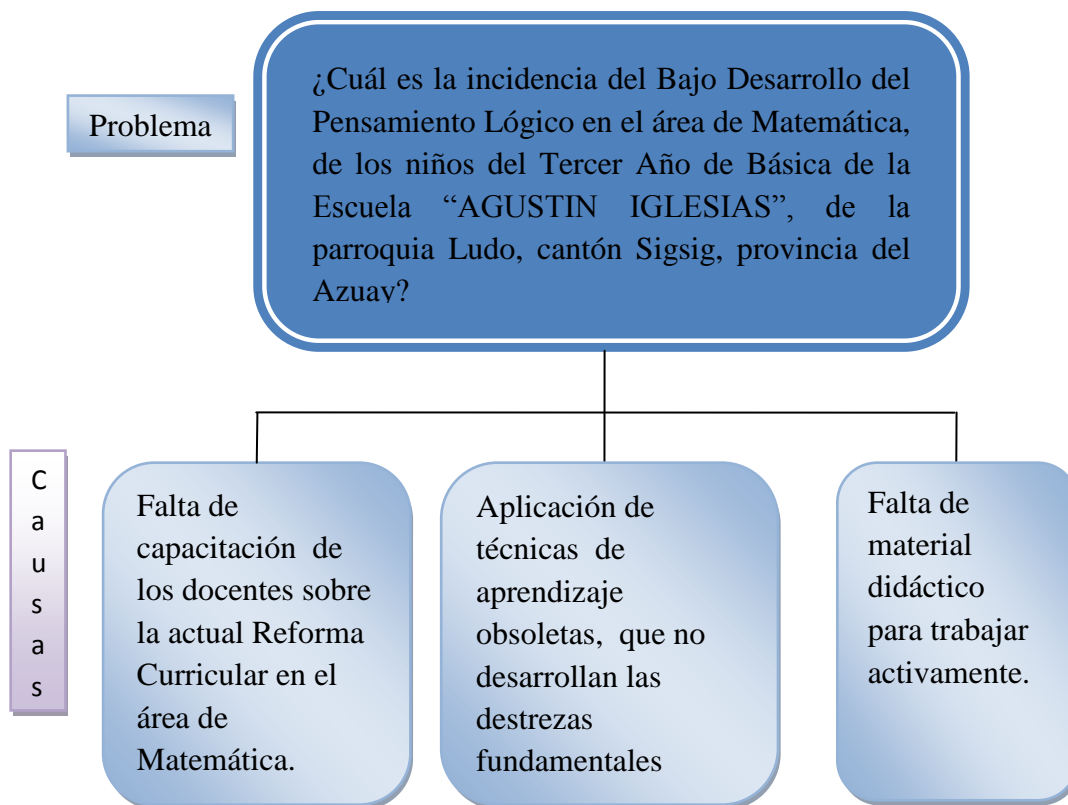 Problema
¿Cuál es la incidencia del Bajo Desarrollo del
Pensamiento Lógico en el área de Matemática,
de los niños del Tercer Año de Básica de la
Escuela “AGUSTIN IGLESIAS”, de la
parroquia Ludo, cantón Sigsig, provincia del
Azuay?
C
a
u
s
a
s
Falta de
capacitación de
los docentes sobre
la actual Reforma
Curricular en el
área de
Matemática.
Aplicación de
técnicas de
aprendizaje
obsoletas, que no
desarrollan las
destrezas
fundamentales
Falta de
material
didáctico
para trabajar
activamente.